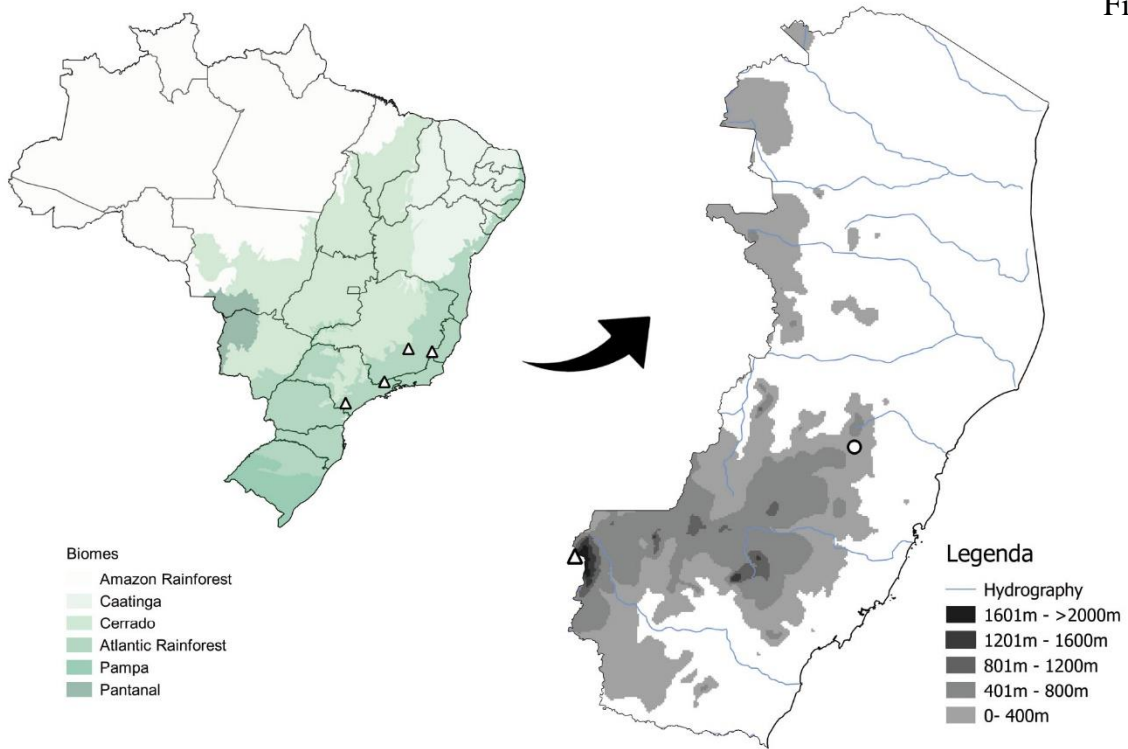 Fi
Biomes
Amazon Rainforest
Caatinga
Cerrado
Atlantic Rainforest
Pampa
Pantanal
Legenda
Hydrography
1601m - >2000m
1201m - 1600m
801m - 1200m
401m - 800m
0- 400m